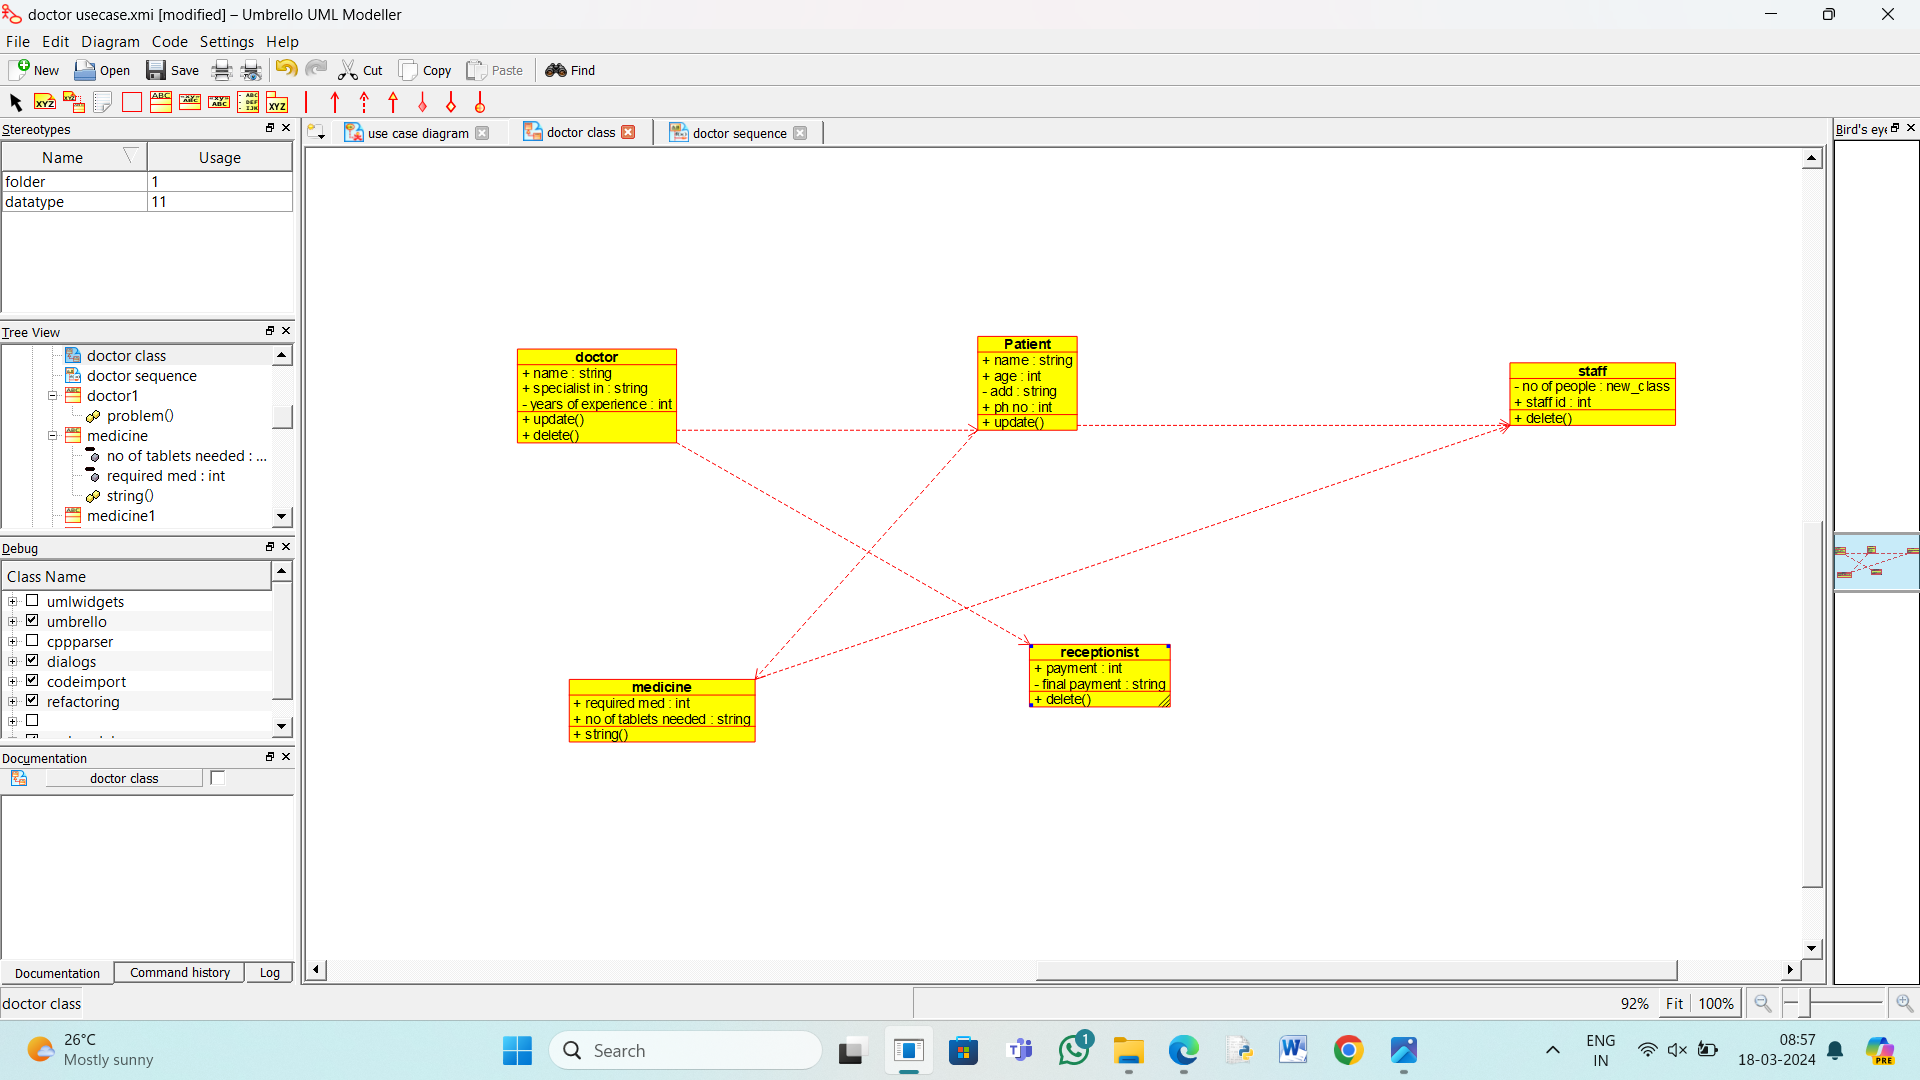 doctor usecase.xmi [modified] – Umbrello UML Modeller
File Edit Diagram Code Settings Help
New Open Save Cut Copy Paste Find
Stereotypes
Name Usage
folder 1
datatype 11
Tree View
doctor class
doctor sequence
doctor1
problem()
medicine
no of tablets needed : ...
required med : int
string()
medicine1
Debug
Class Name
umlwidgets
umbrello
cppparser
dialogs
codeimport
refactoring
Documentation
doctor class
Documentation Command history Log
doctor class
use case diagram doctor class doctor sequence
doctor
+ name : string
+ specialist in : string
- years of experience : int
+ update()
+ delete()
Patient
+ name : string
+ age : int
- add : string
+ ph no : int
+ update()
staff
- no of people : new_class
+ staff id : int
+ delete()
medicine
+ required med : int
+ no of tablets needed : string
+ string()
receptionist
+ payment : int
- final payment : string
+ delete()
Bird's eye
92% Fit 100%
26°C
Mostly sunny
Search
1
ENG
IN
08:57
18-03-2024
PRE